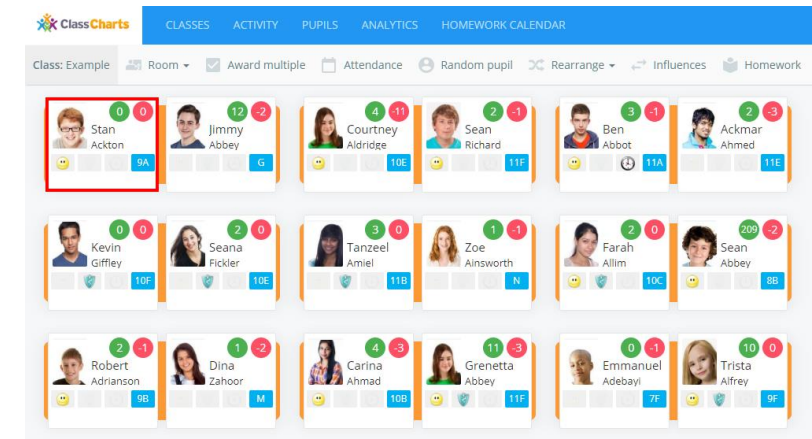 ClassCharts CLASSES ACTIVITY PUPILS ANALYTICS HOMEWORK CALENDAR
Class: Example Room Award multiple Attendance Random pupil Rearrange Influences Homework
0 0 12 -2 4 -11 2 -1 3 -1 2 -3
Stan Jimmy Courtney Sean Ben Ackmar
Ackton Abbey Aldridge Richard Abbot Ahmed
9A G 10E 11F 11A 11E
0 0 2 0 3 0 1 -1 2 0 209 -2
Kevin Seana Tanzeel Zoe Farah Sean
Giffley Fickler Amiel Ainsworth Allim Abbey
10F 10E 11B N 10C 8B
2 -1 1 -2 4 -3 11 -3 0 -1 10 0
Robert Dina Carina Grenetta Emmanuel Trista
Adrianson Zahoor Ahmad Abbey Adebayi Alfrey
9B M 10B 11F 7F 9F